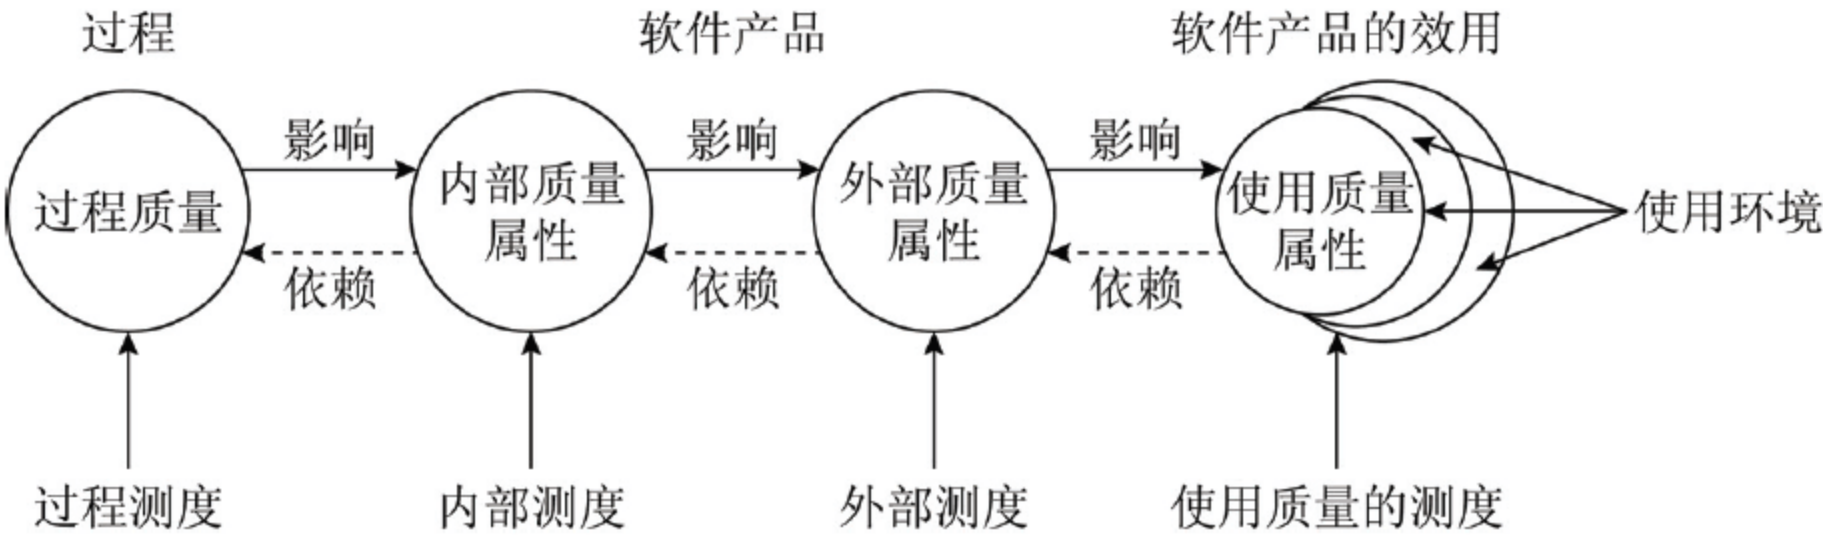 过程
软件产品
软件产品的效用
影响
影响
影响
过程质量
内部质量
属性
外部质量
属性
使用质量
属性
使用环境
依赖
依赖
依赖
过程测度
内部测度
外部测度
使用质量的测度